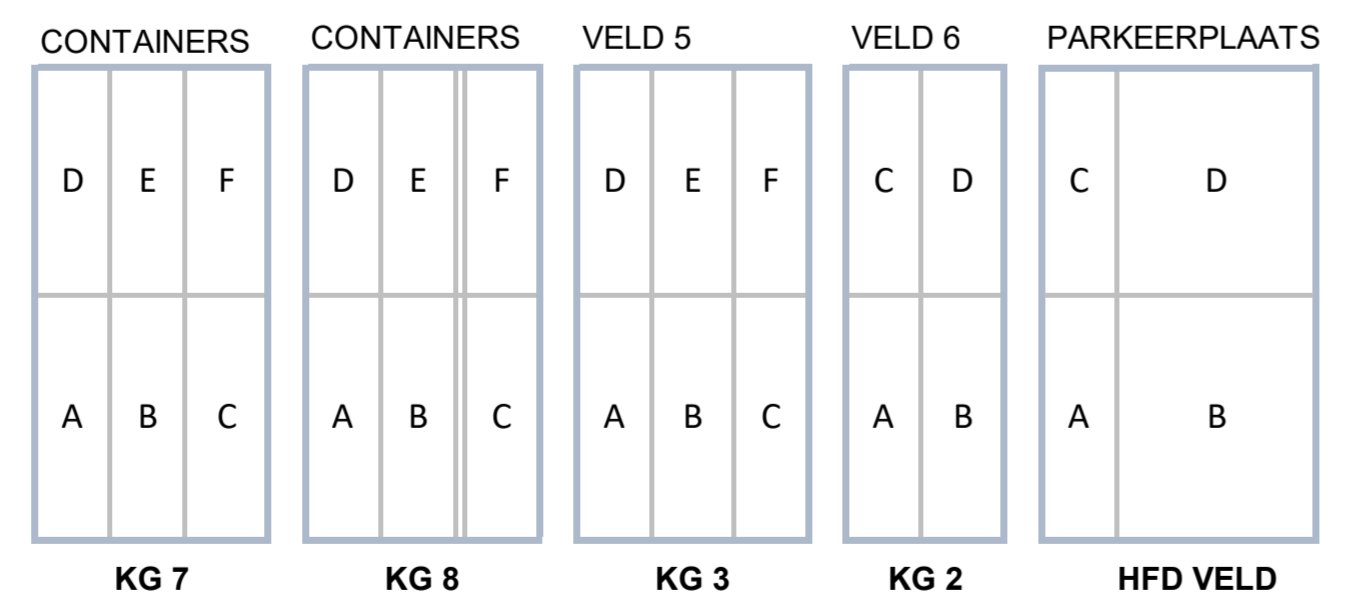 CONTAINERS CONTAINERS VELD 5 VELD 6 PARKEERPLAATS
D E F D E F D E F C D C D
A B C A B C A B C A B A B
KG 7 KG 8 KG 3 KG 2 HFD VELD